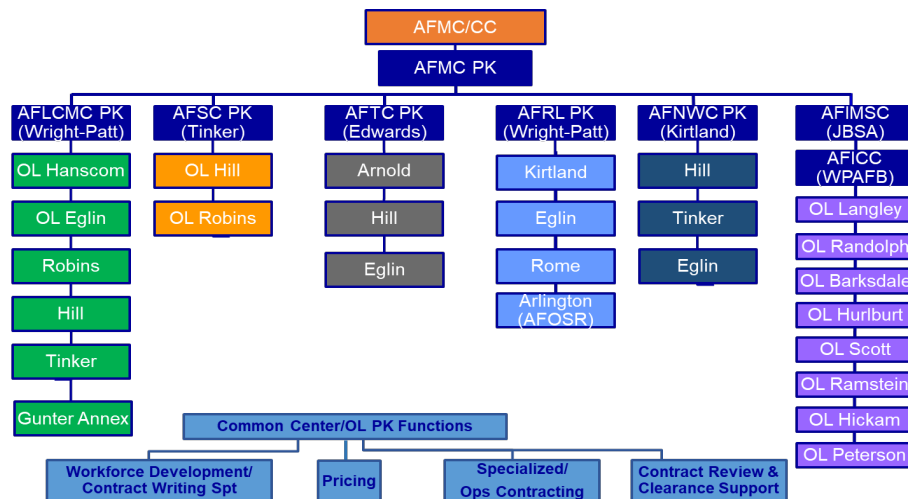 AFMC/CC
AFMC PK
AFLCMC PK
(Wright-Patt)
OL Hanscom
OL Eglin
Robins
Hill
Tinker
Gunter Annex
AFSC PK
(Tinker)
OL Hill
OL Robins
AFTC PK
(Edwards)
Arnold
Hill
Eglin
AFRL PK
(Wright-Patt)
Kirtland
Eglin
Rome
Arlington
(AFOSR)
AFNWC PK
(Kirtland)
Hill
Tinker
Eglin
AFIMSC
(JBSA)
AFICC
(WPAFB)
OL Langley
OL Randolph
OL Barksdale
OL Hurlburt
OL Scott
OL Ramstein
OL Hickam
OL Peterson
Common Center/OL PK Functions
Workforce Development/
Contract Writing Spt
Pricing
Specialized/
Ops Contracting
Contract Review &
Clearance Support